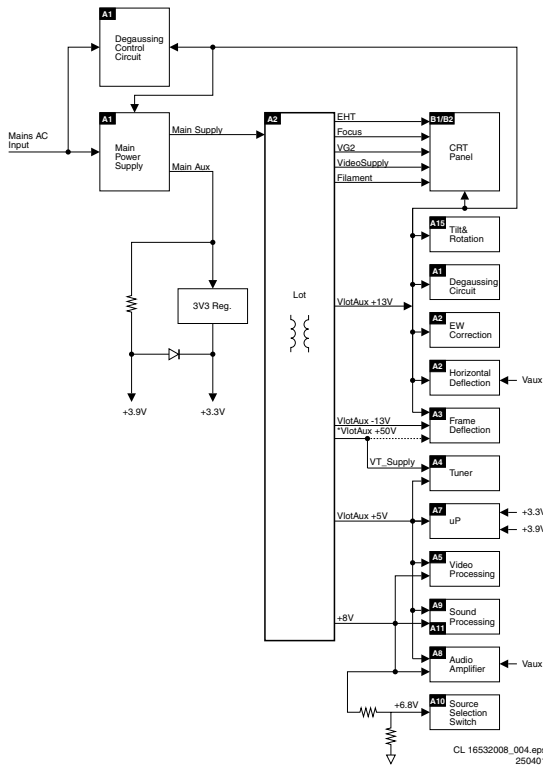 A1
Degaussing
Control
Circuit
A1
Main
Power
Supply
Mains AC
Input
Main Supply
Main Aux
3V3 Reg.
+3.9V
+3.3V
A2
Lot
EHT
Focus
VG2
VideoSupply
Filament
B1/B2
CRT
Panel
A15
Tilt&
Rotation
A1
Degaussing
Circuit
VlotAux +13V
A2
EW
Correction
A2
Horizontal
Deflection
Vaux
VlotAux -13V
*VlotAux +50V
A3
Frame
Deflection
VT_Supply
A4
Tuner
VlotAux +5V
A7
uP
+3.3V
+3.9V
A5
Video
Processing
+8V
A9
Sound
Processing
A11
A8
Audio
Amplifier
Vaux
+6.8V
A10
Source
Selection
Switch
CL 16532008_004.eps
250401